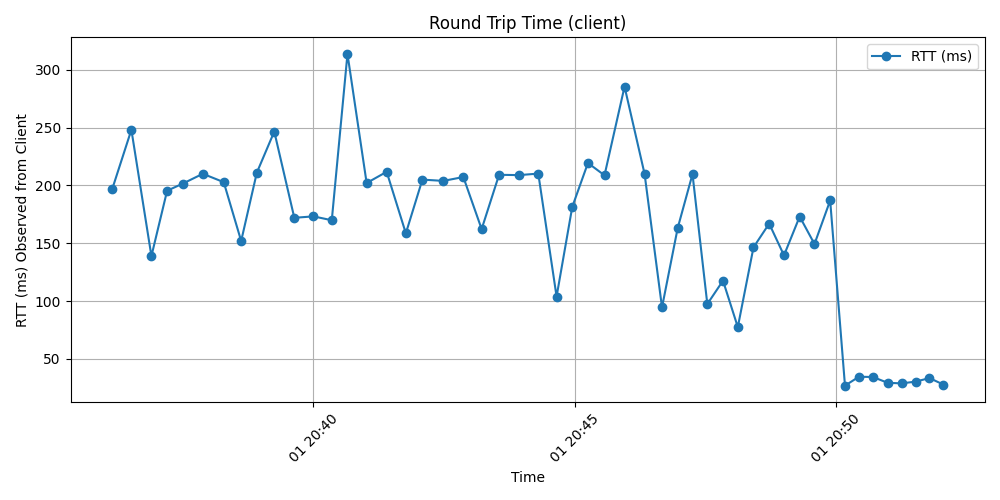 Round Trip Time (client)
RTT (ms)
RTT (ms) Observed from Client
300
250
200
150
100
50
01 20:40
01 20:45
01 20:50
Time